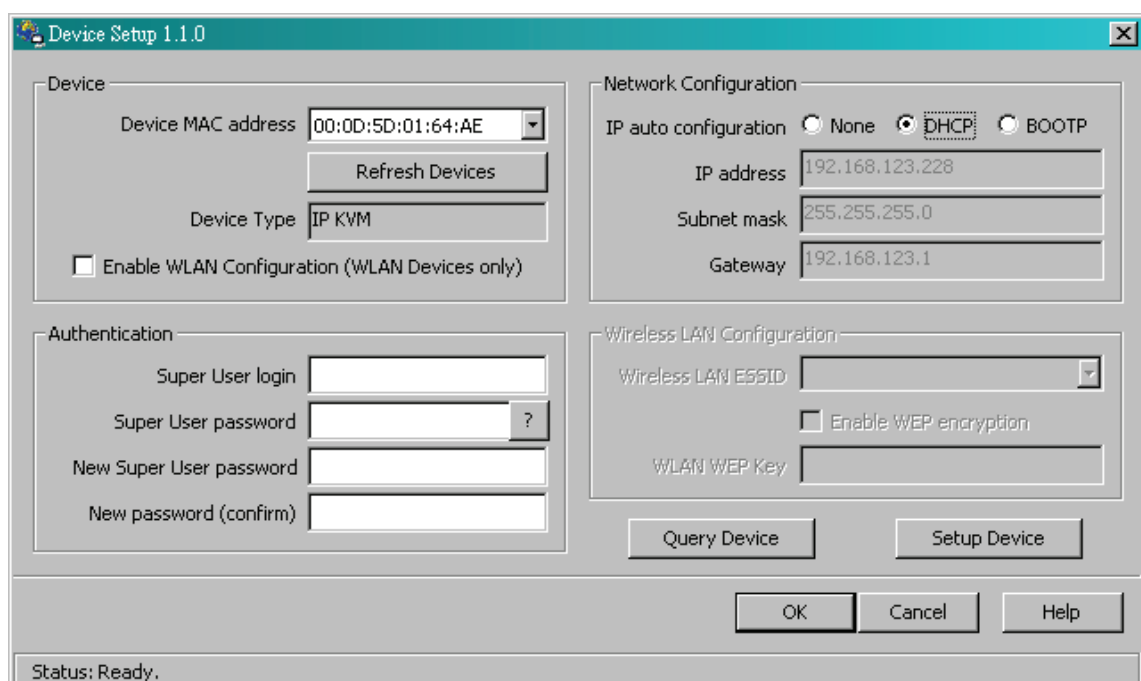 Device Setup 1.1.0
Device
Device MAC address 00:0D:5D:01:64:AE
Refresh Devices
Device Type IP KVM
Enable WLAN Configuration (WLAN Devices only)
Network Configuration
IP auto configuration None DHCP BOOTP
IP address 192.168.123.228
Subnet mask 255.255.255.0
Gateway 192.168.123.1
Authentication
Super User login
Super User password ?
New Super User password
New password (confirm)
Wireless LAN Configuration
Wireless LAN ESSID
Enable WEP encryption
WLAN WEP Key
Query Device Setup Device
OK Cancel Help
Status: Ready.